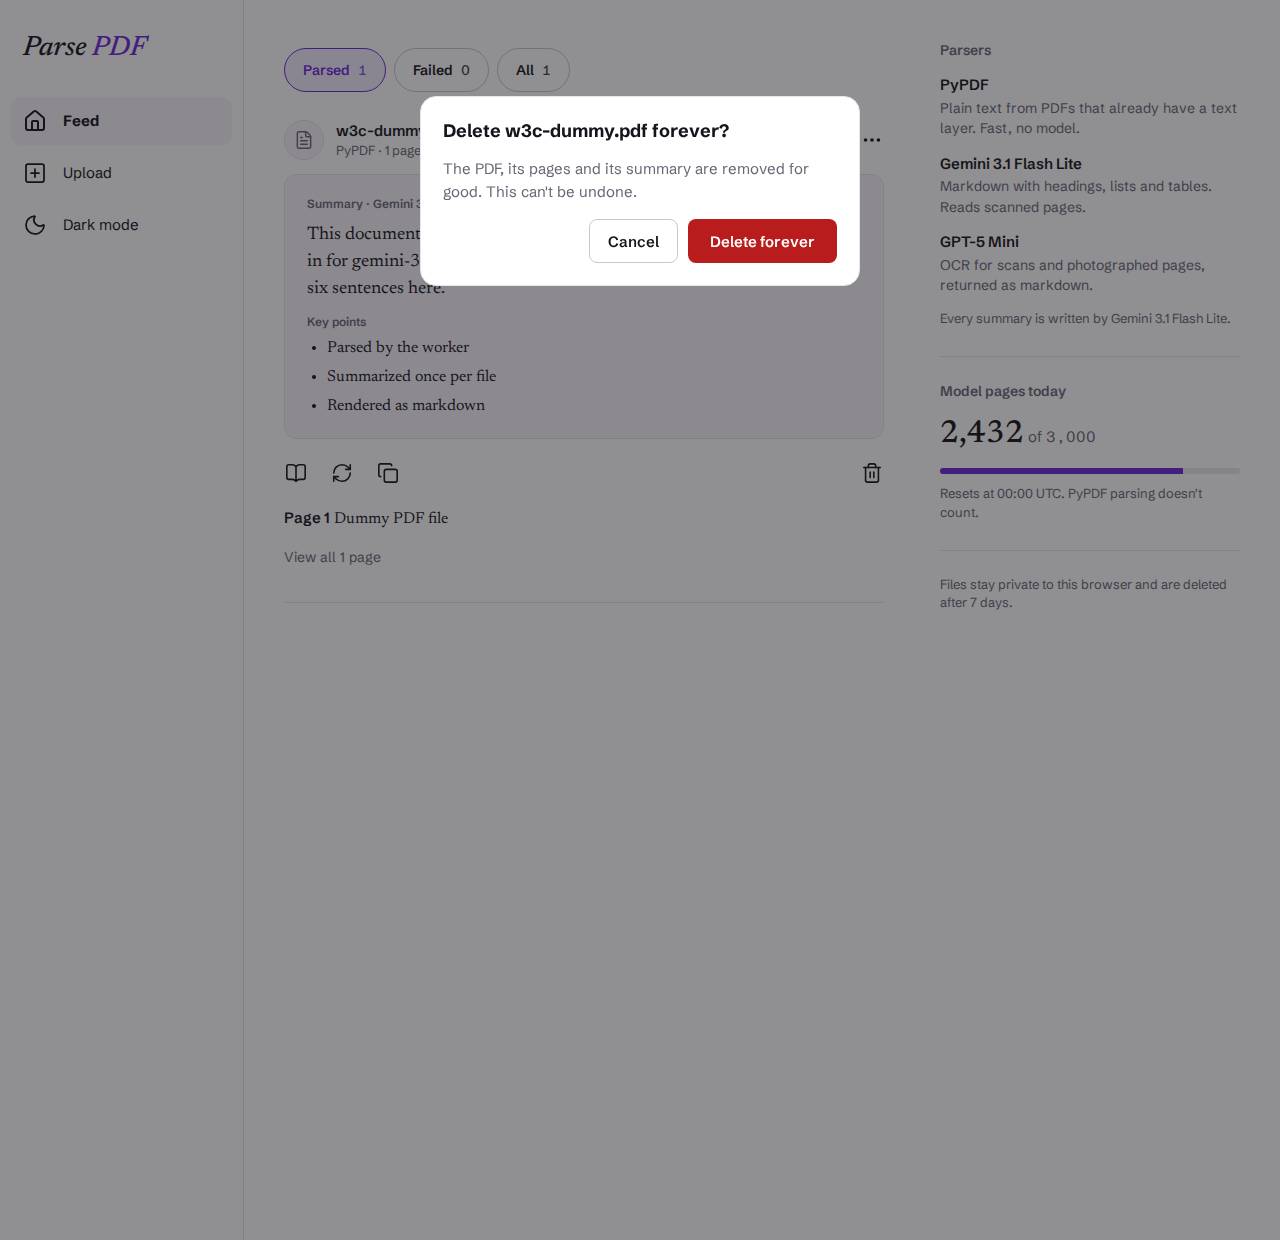 Parse PDF
Feed
Upload
Dark mode
Parsed 1
Failed 0
All 1
w3c-dummy
PyPDF · 1 page
Delete w3c-dummy.pdf forever?
The PDF, its pages and its summary are removed for
good. This can't be undone.
Cancel
Delete forever
Summary · Gemini 3
This document
in for gemini-3
six sentences here.
Key points
• Parsed by the worker
• Summarized once per file
• Rendered as markdown
Page 1 Dummy PDF file
View all 1 page
Parsers
PyPDF
Plain text from PDFs that already have a text
layer. Fast, no model.
Gemini 3.1 Flash Lite
Markdown with headings, lists and tables.
Reads scanned pages.
GPT-5 Mini
OCR for scans and photographed pages,
returned as markdown.
Every summary is written by Gemini 3.1 Flash Lite.
Model pages today
2,432 of 3,000
Resets at 00:00 UTC. PyPDF parsing doesn't
count.
Files stay private to this browser and are deleted
after 7 days.